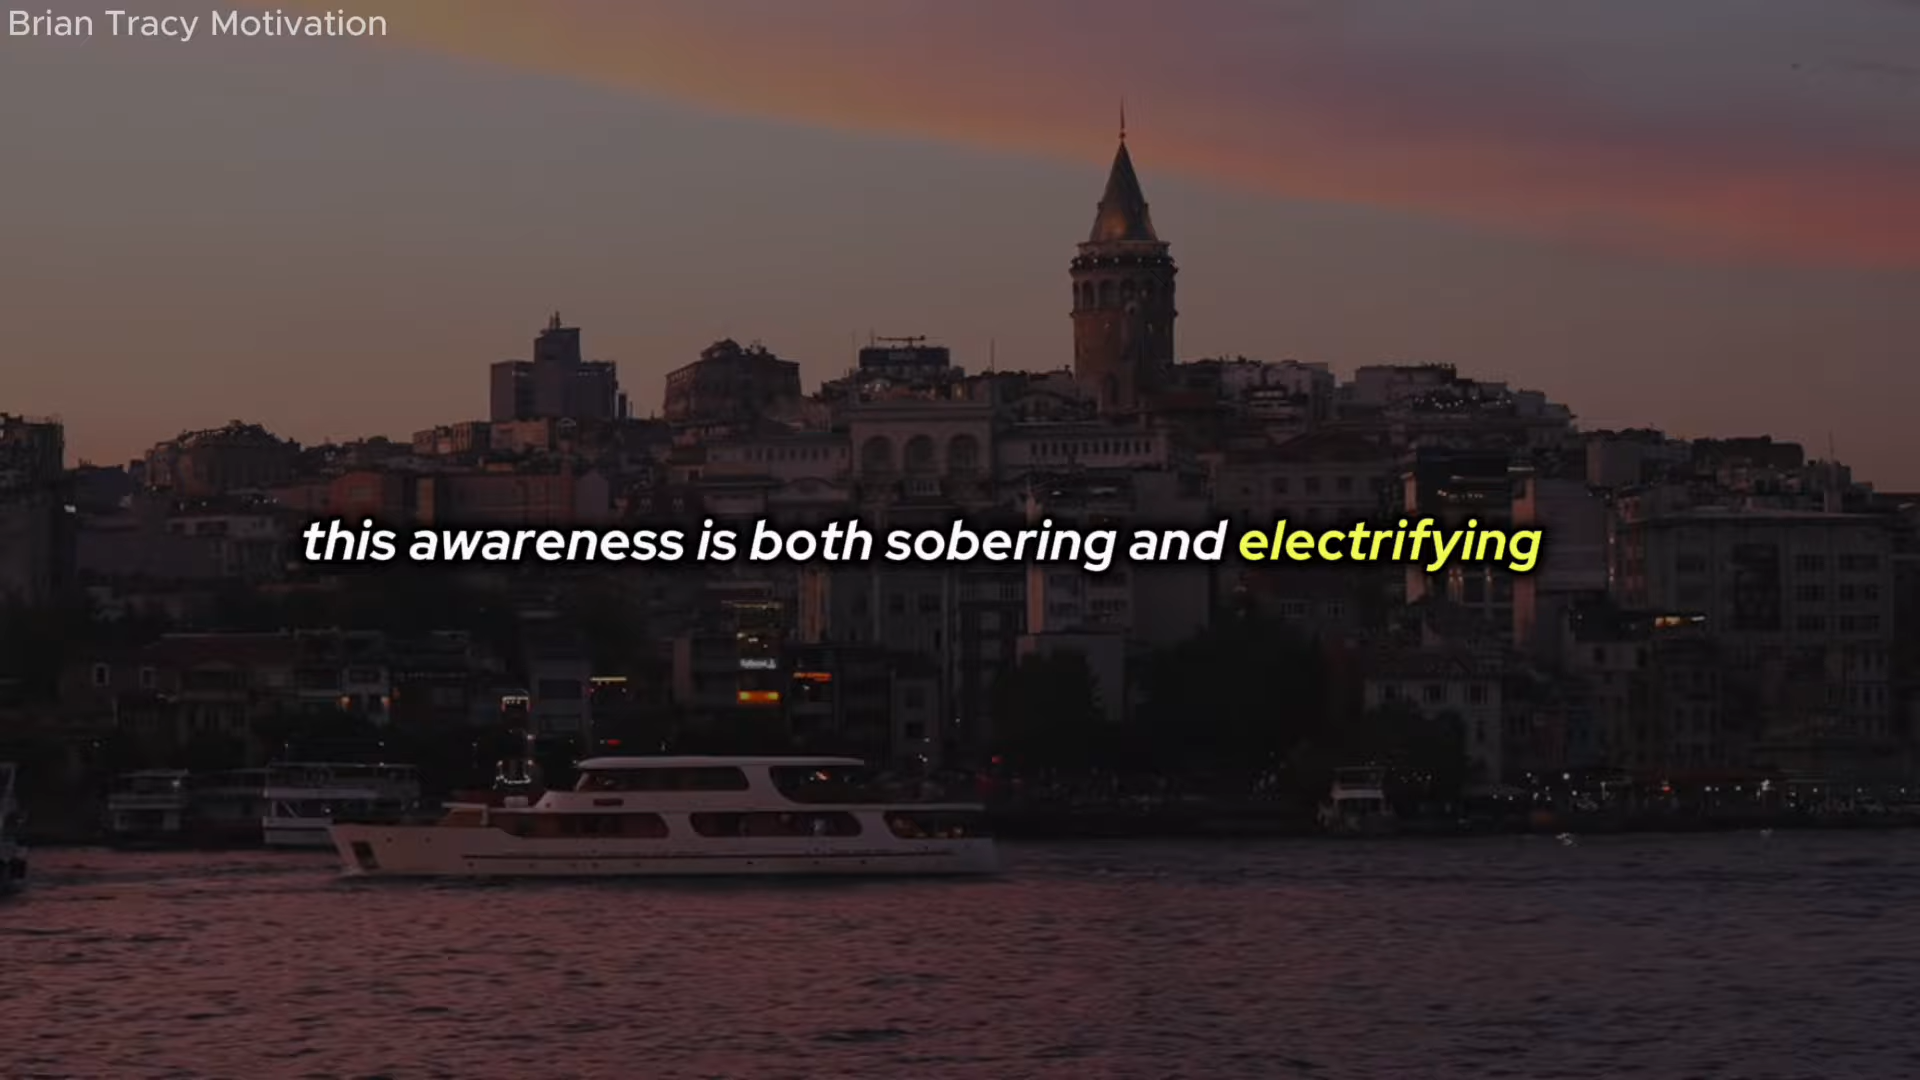 Brian Tracy Motivation
this awareness is both sobering and electrifying